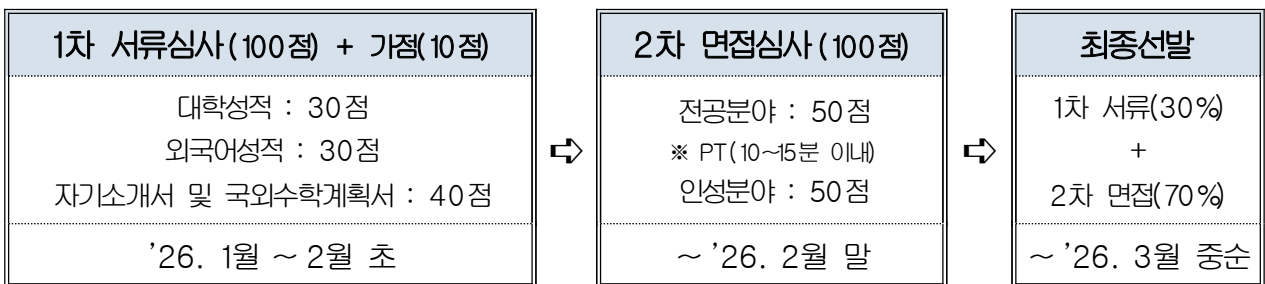 1차 서류심사(100점) + 가점(10점)
대학성적 : 30점
외국어성적 : 30점
자기소개서 및 국외수학계획서 : 40점
’26. 1월 ~ 2월 초
2차 면접심사(100점)
전공분야 : 50점
※ PT(10~15분 이내)
인성분야 : 50점
~ ’26. 2월 말
최종선발
1차 서류(30%)
+
2차 면접(70%)
~ ’26. 3월 중순